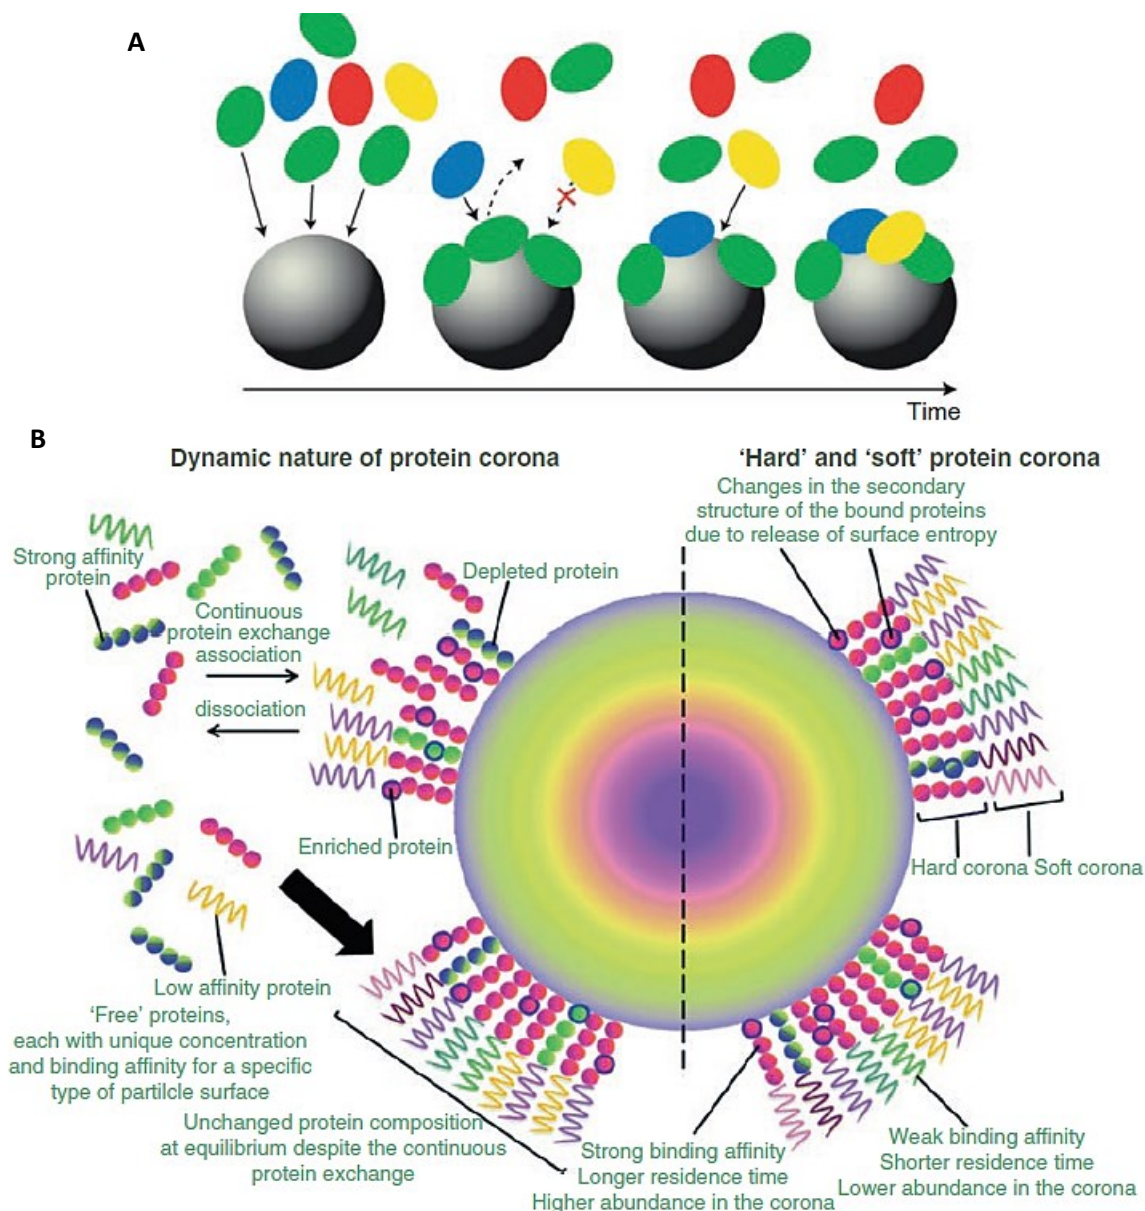 A
Time
B
Dynamic nature of protein corona
'Hard' and 'soft' protein corona
Changes in the secondary
structure of the bound proteins
due to release of surface entropy
Strong affinity
protein
Depleted protein
Continuous
protein exchange
association
dissociation
Enriched protein
Hard corona Soft corona
Low affinity protein
'Free' proteins,
each with unique concentration
and binding affinity for a specific
type of partilcle surface
Unchanged protein composition
at equilibrium despite the continuous
protein exchange
Strong binding affinity
Longer residence time
Higher abundance in the corona
Weak binding affinity
Shorter residence time
Lower abundance in the corona